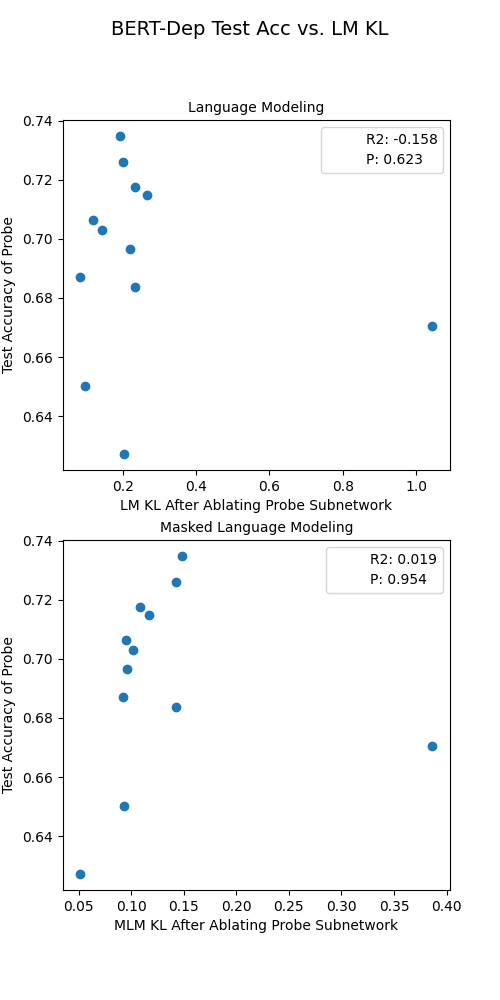 BERT-Dep Test Acc vs. LM KL
Language Modeling
R2: -0.158
P: 0.623
0.74
0.72
0.70
0.68
0.66
0.64
Test Accuracy of Probe
0.2 0.4 0.6 0.8 1.0
LM KL After Ablating Probe Subnetwork
Masked Language Modeling
R2: 0.019
P: 0.954
0.74
0.72
0.70
0.68
0.66
0.64
Test Accuracy of Probe
0.05 0.10 0.15 0.20 0.25 0.30 0.35 0.40
MLM KL After Ablating Probe Subnetwork